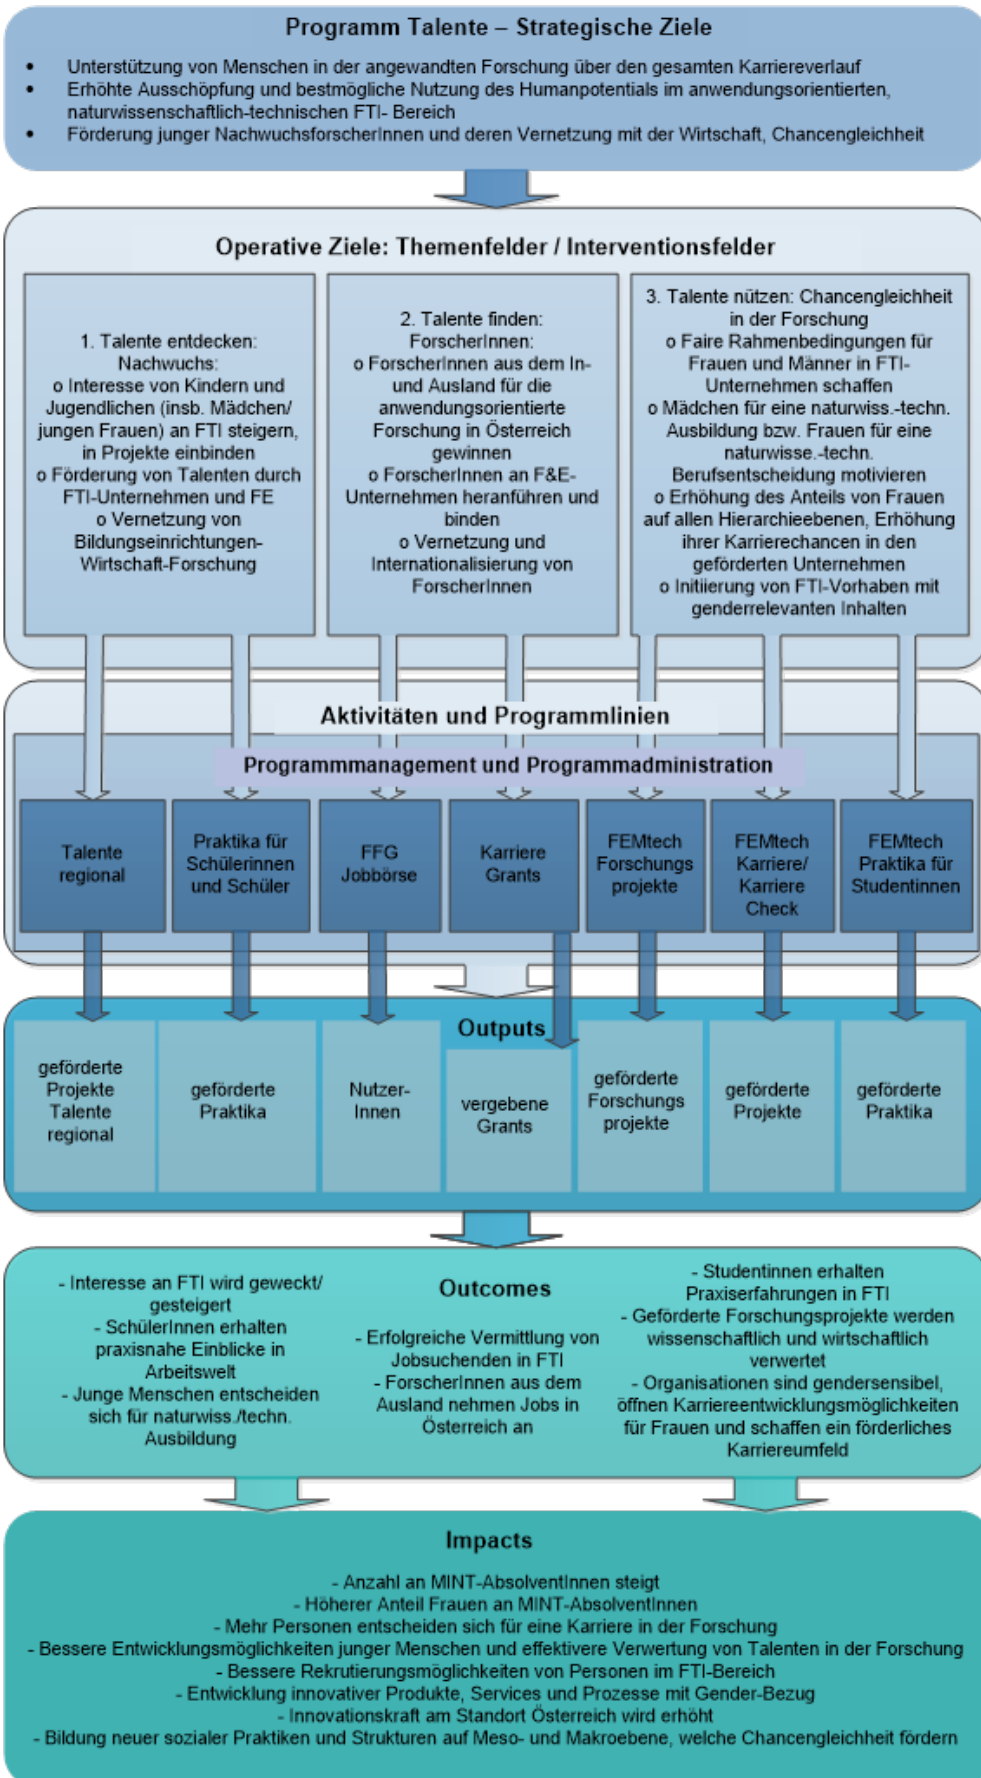 Programm Talente – Strategische Ziele
• Unterstützung von Menschen in der angewandten Forschung über den gesamten Karriereverlauf
• Erhöhte Ausschöpfung und bestmögliche Nutzung des Humanpotentials im anwendungsorientierten,
naturwissenschaftlich-technischen FTI- Bereich
• Förderung junger NachwuchsforscherInnen und deren Vernetzung mit der Wirtschaft, Chancengleichheit
Operative Ziele: Themenfelder / Interventionsfelder
1. Talente entdecken:
Nachwuchs:
o Interesse von Kindern und
Jugendlichen (insb. Mädchen/
jungen Frauen) an FTI steigern,
in Projekte einbinden
o Förderung von Talenten durch
FTI-Unternehmen und FE
o Vernetzung von
Bildungseinrichtungen-
Wirtschaft-Forschung
2. Talente finden:
ForscherInnen:
o ForscherInnen aus dem In-
und Ausland für die
anwendungsorientierte
Forschung in Österreich
gewinnen
o ForscherInnen an F&E-
Unternehmen heranführen und
binden
o Vernetzung und
Internationalisierung von
ForscherInnen
3. Talente nützen: Chancengleichheit
in der Forschung
o Faire Rahmenbedingungen für
Frauen und Männer in FTI-
Unternehmen schaffen
o Mädchen für eine naturwiss.-techn.
Ausbildung bzw. Frauen für eine
naturwisse.-techn.
Berufsentscheidung motivieren
o Erhöhung des Anteils von Frauen
auf allen Hierarchieebenen, Erhöhung
ihrer Karrierechancen in den
geförderten Unternehmen
o Initiierung von FTI-Vorhaben mit
genderrelevanten Inhalten
Aktivitäten und Programmlinien
Programmmanagement und Programmadministration
Talente
regional
Praktika für
Schülerinnen
und Schüler
FFG
Jobbörse
Karriere
Grants
FEMtech
Forschungs
projekte
FEMtech
Karriere/
Karriere
Check
FEMtech
Praktika für
Studentinnen
Outputs
geförderte
Projekte
Talente
regional
geförderte
Praktika
Nutzer-
Innen
vergebene
Grants
geförderte
Forschungs
projekte
geförderte
Projekte
geförderte
Praktika
Outcomes
- Interesse an FTI wird geweckt/
gesteigert
- SchülerInnen erhalten
praxisnahe Einblicke in
Arbeitswelt
- Junge Menschen entscheiden
sich für naturwiss./techn.
Ausbildung
- Erfolgreiche Vermittlung von
Jobsuchenden in FTI
- ForscherInnen aus dem
Ausland nehmen Jobs in
Österreich an
- Studentinnen erhalten
Praxiserfahrungen in FTI
- Geförderte Forschungsprojekte werden
wissenschaftlich und wirtschaftlich
verwertet
- Organisationen sind gendersensibel,
öffnen Karriereentwicklungsmöglichkeiten
für Frauen und schaffen ein förderliches
Karriereumfeld
Impacts
- Anzahl an MINT-AbsolventInnen steigt
- Höherer Anteil Frauen an MINT-AbsolventInnen
- Mehr Personen entscheiden sich für eine Karriere in der Forschung
- Bessere Entwicklungsmöglichkeiten junger Menschen und effektivere Verwertung von Talenten in der Forschung
- Bessere Rekrutierungsmöglichkeiten von Personen im FTI-Bereich
- Entwicklung innovativer Produkte, Services und Prozesse mit Gender-Bezug
- Innovationskraft am Standort Österreich wird erhöht
- Bildung neuer sozialer Praktiken und Strukturen auf Meso- und Makroebene, welche Chancengleichheit fördern